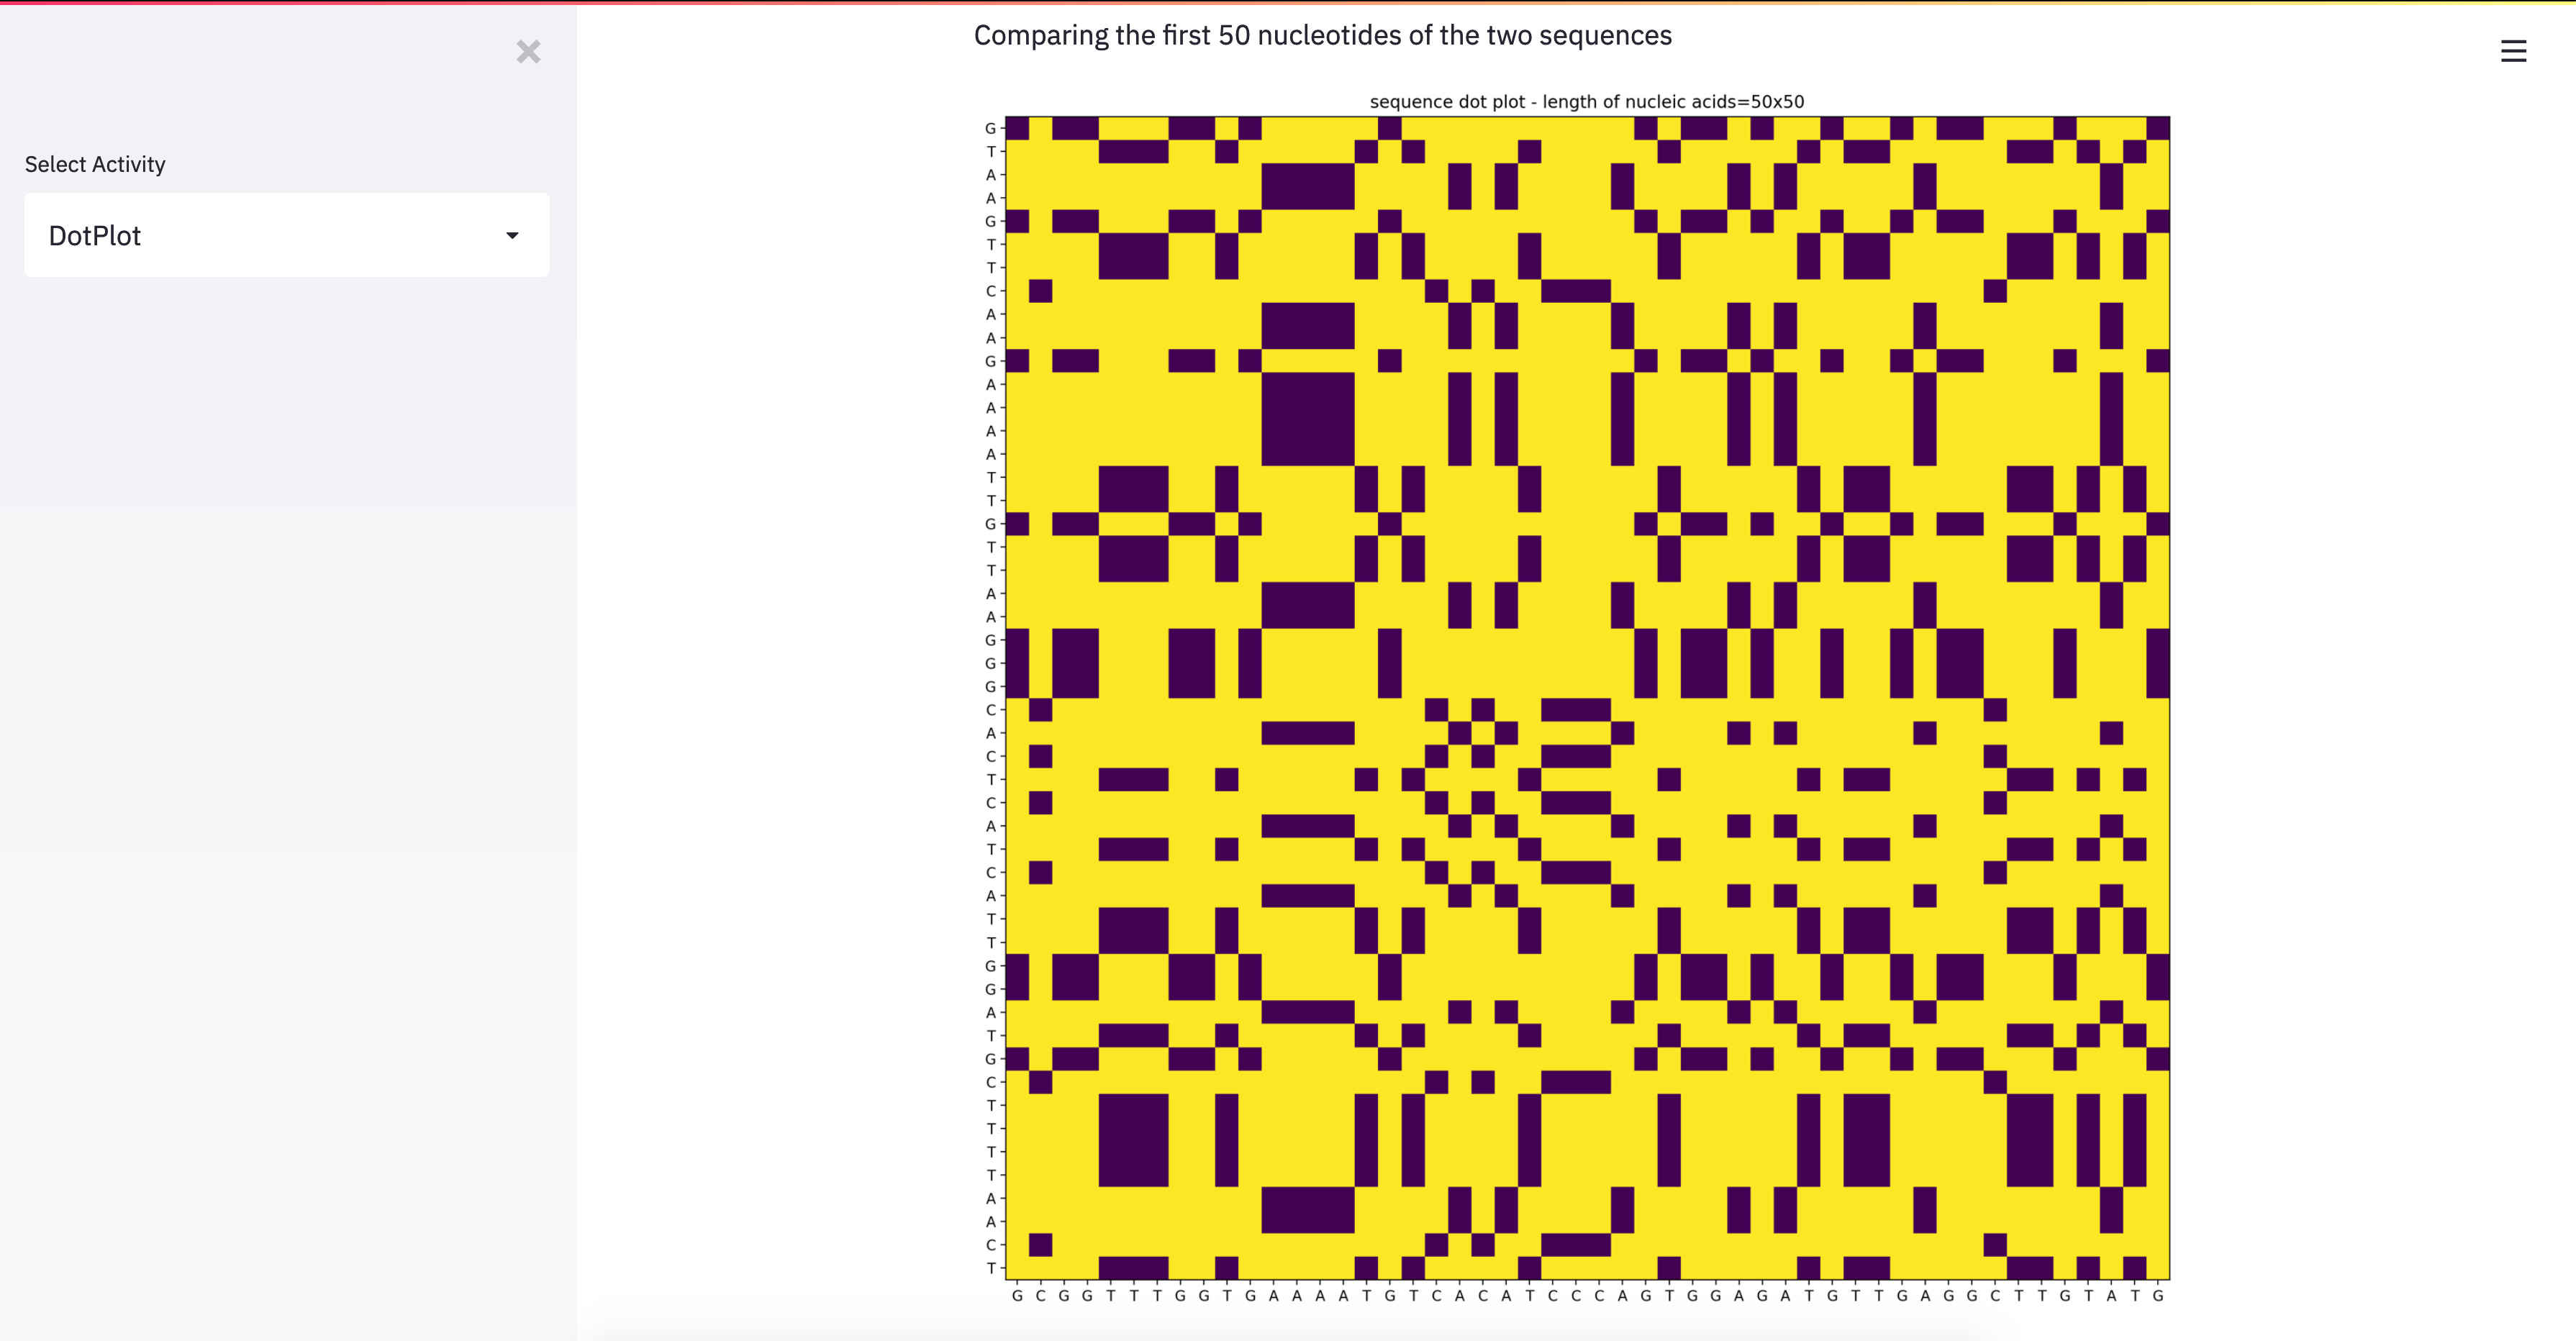 ×
Comparing the first 50 nucleotides of the two sequences
Select Activity
DotPlot
sequence dot plot - length of nucleic acids=50x50
G
T
A
A
G
T
T
C
A
A
G
A
A
A
A
T
T
G
T
T
A
A
G
G
G
C
A
C
T
C
A
T
C
A
T
T
G
G
A
T
G
C
T
T
T
T
A
A
C
T
G C G G T T T G G T G A A A A T G T C A C A T C C C A G T G G A G A T G T T G A G G C T T G T A T G